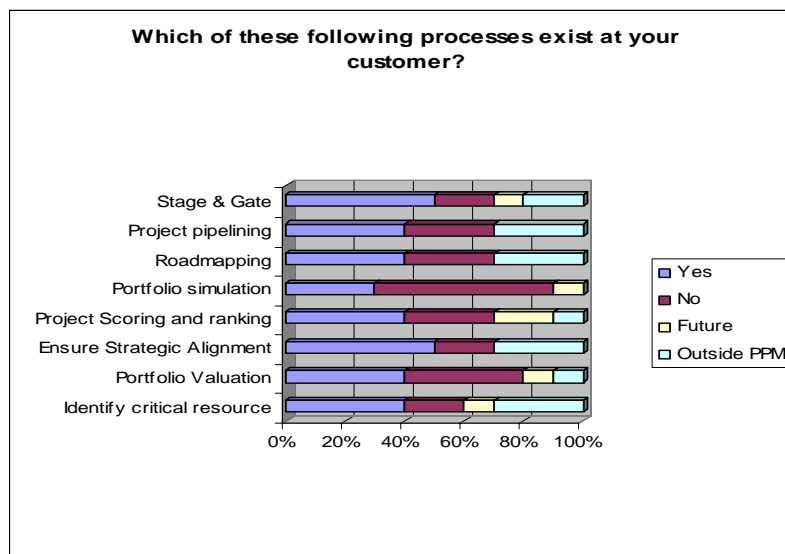 Which of these following processes exist at your
customer?
Stage & Gate
Project pipelining
Roadmapping
Portfolio simulation
Project Scoring and ranking
Ensure Strategic Alignment
Portfolio Valuation
Identify critical resource
0% 20% 40% 60% 80% 100%
Yes
No
Future
Outside PPM